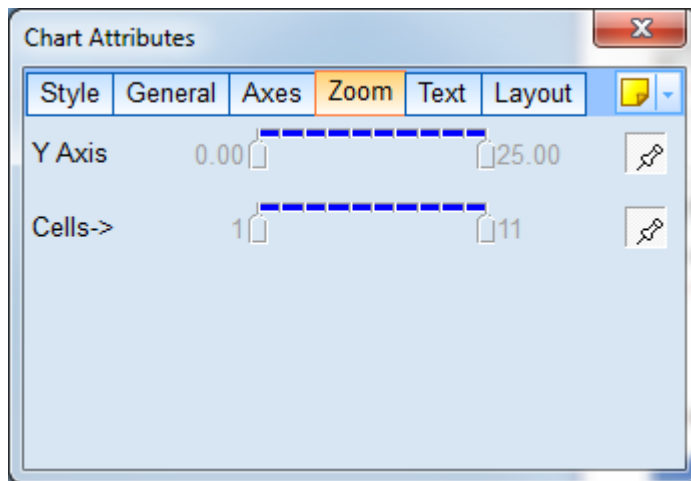 Chart Attributes
Style General Axes Zoom Text Layout
Y Axis 0.00 25.00
Cells-> 1 11